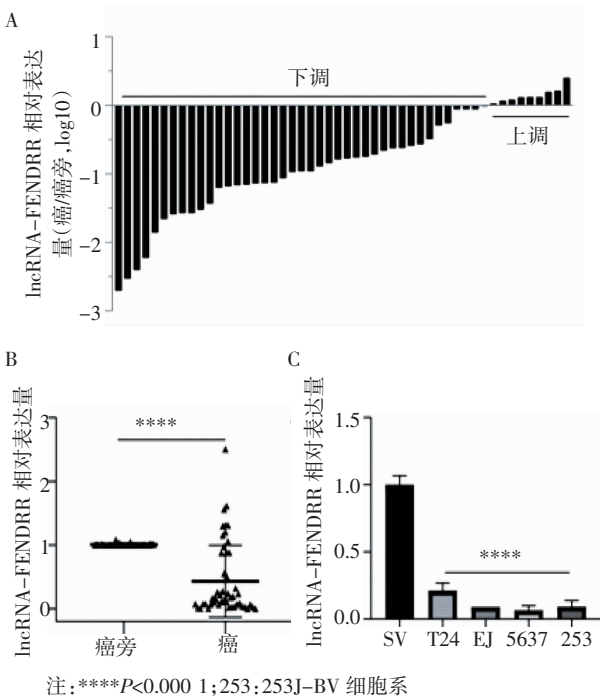 A
lncRNA-FENDRR 相对表达
量(癌/癌旁,log10)
1
0
-1
-2
-3
下调
上调
B
lncRNA-FENDRR 相对表达量
3
2
1
0
****
癌旁
癌
C
lncRNA-FENDRR 相对表达量
1.5
1.0
0.5
0.0
****
SV T24 EJ 5637 253
注:****P<0.000 1;253:253J-BV 细胞系